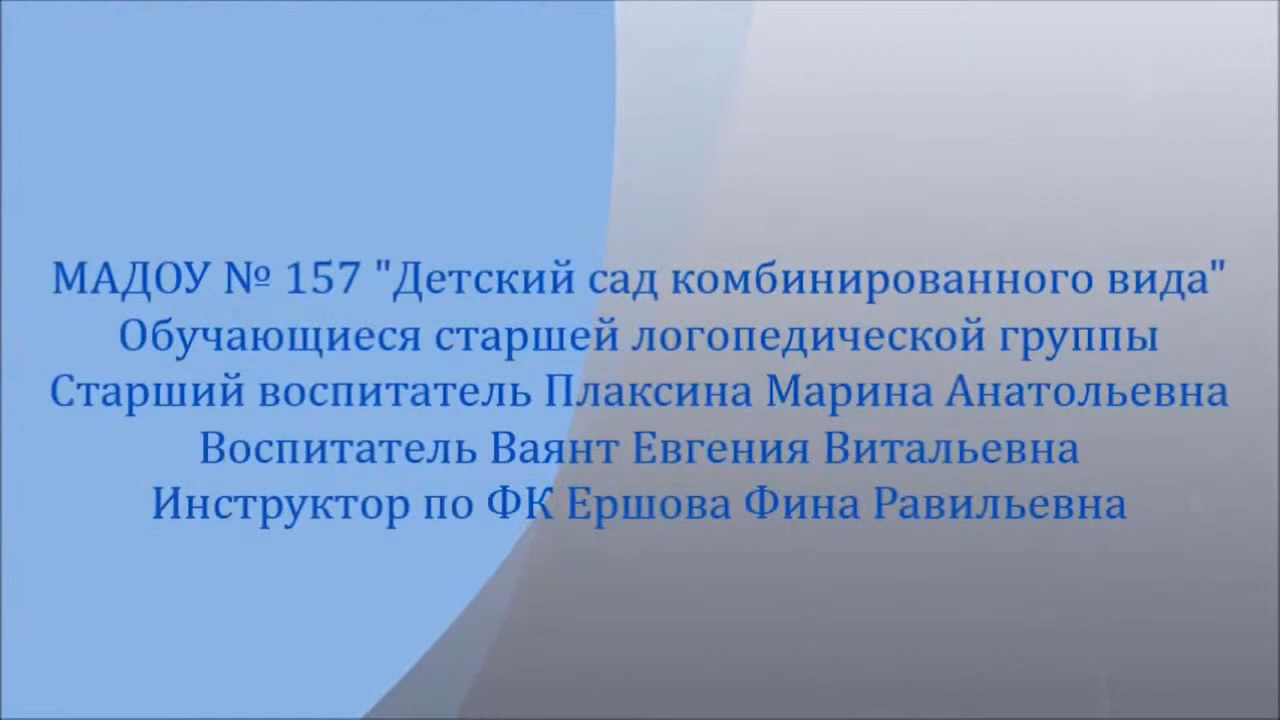 МАДОУ № 157 "Детский сад комбинированного вида"
Обучающиеся старшей логопедической группы
Старший воспитатель Плаксина Марина Анатольевна
Воспитатель Ваянт Евгения Витальевна
Инструктор по ФК Ершова Фина Равильевна